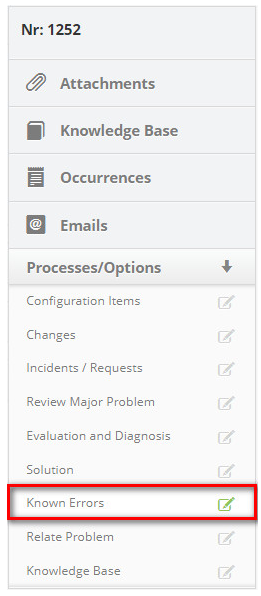 Nr: 1252
Attachments
Knowledge Base
Occurrences
@ Emails
Processes/Options
Configuration Items
Changes
Incidents / Requests
Review Major Problem
Evaluation and Diagnosis
Solution
Known Errors
Relate Problem
Knowledge Base